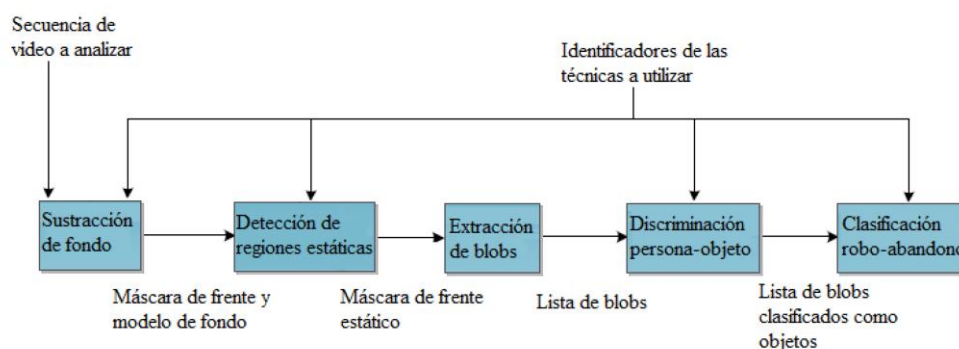 Secuencia de
video a analizar
Identificadores de las
técnicas a utilizar
Sustracción
de fondo
Detección de
regiones estáticas
Extracción
de blobs
Discriminación
persona-objeto
Clasificación
robo-abandono
Máscara de frente y
modelo de fondo
Máscara de frente
estático
Lista de blobs
Lista de blobs
clasificados como
objetos